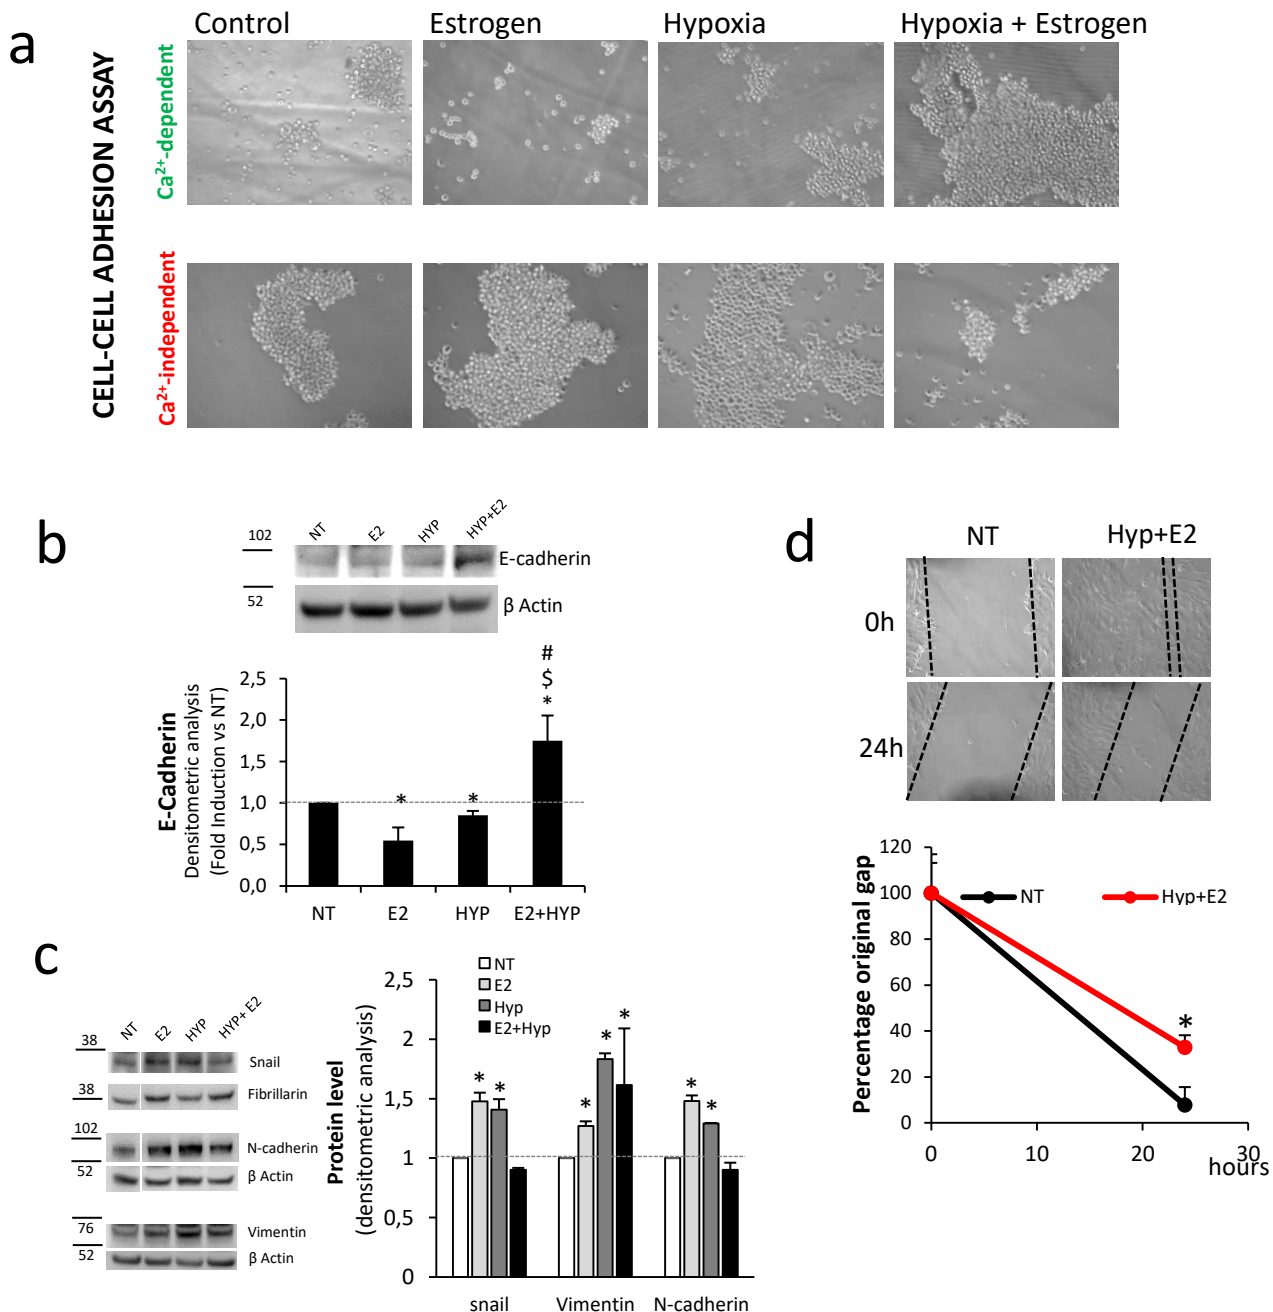 a
Control
Estrogen
Hypoxia
Hypoxia + Estrogen
CELL-CELL ADHESION ASSAY
Ca²⁺-dependent
Ca²⁺-independent
b
NT
E2
HYP
HYP+E2
102
E-cadherin
52
β Actin
#
$
*
*
*
E-Cadherin
Densitometric analysis
(Fold Induction vs NT)
2,5
2,0
1,5
1,0
0,5
0,0
NT
E2
HYP
E2+HYP
c
NT
E2
HYP
HYP+ E2
38
Snail
38
Fibrillarin
102
N-cadherin
52
β Actin
76
Vimentin
52
β Actin
Protein level
(densitometric analysis)
2,5
2
1,5
1
0,5
0
NT
E2
Hyp
E2+Hyp
* *
* * *
* *
snail
Vimentin
N-cadherin
d
NT
Hyp+E2
0h
24h
Percentage original gap
120
100
80
60
40
20
0
NT
Hyp+E2
*
0
10
20
30
hours